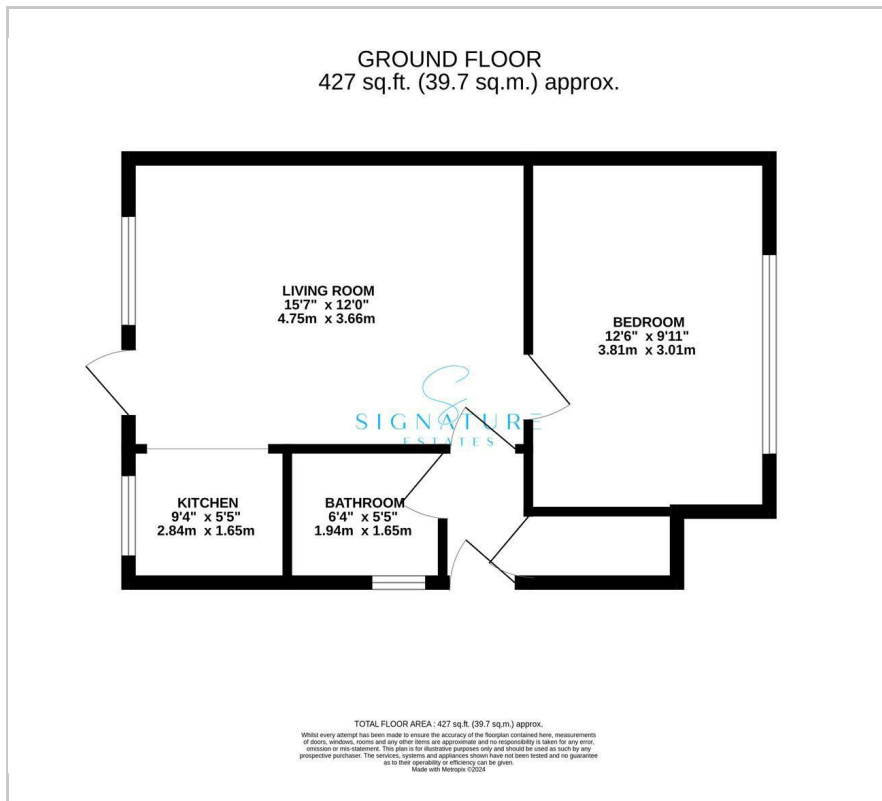 GROUND FLOOR
427 sq.ft. (39.7 sq.m.) approx.
LIVING ROOM
15'7" x 12'0"
4.75m x 3.66m
BEDROOM
12'6" x 9'11"
3.81m x 3.01m
SIGNATURE
ESTATES
KITCHEN
9'4" x 5'5"
2.84m x 1.65m
BATHROOM
6'4" x 5'5"
1.94m x 1.65m
TOTAL FLOOR AREA : 427 sq.ft. (39.7 sq.m.) approx.
Whilst every attempt has been made to ensure the accuracy of the floorplan contained here, measurements
of doors, windows, rooms and any other items are approximate and no responsibility is taken for any error,
omission or mis-statement. This plan is for illustrative purposes only and should be used as such by any
prospective purchaser. The services, systems and appliances shown have not been tested and no guarantee
as to their operability or efficiency can be given.
Made with Metropix ©2024